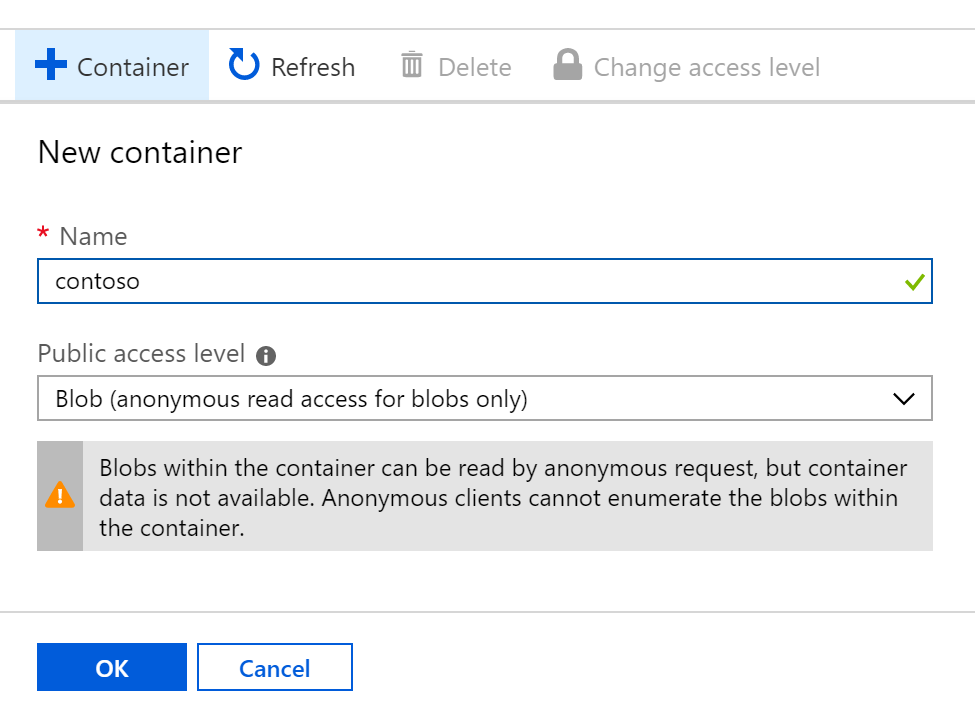 Container Refresh Delete Change access level
New container
* Name
contoso
Public access level
Blob (anonymous read access for blobs only)
Blobs within the container can be read by anonymous request, but container
data is not available. Anonymous clients cannot enumerate the blobs within
the container.
OK Cancel